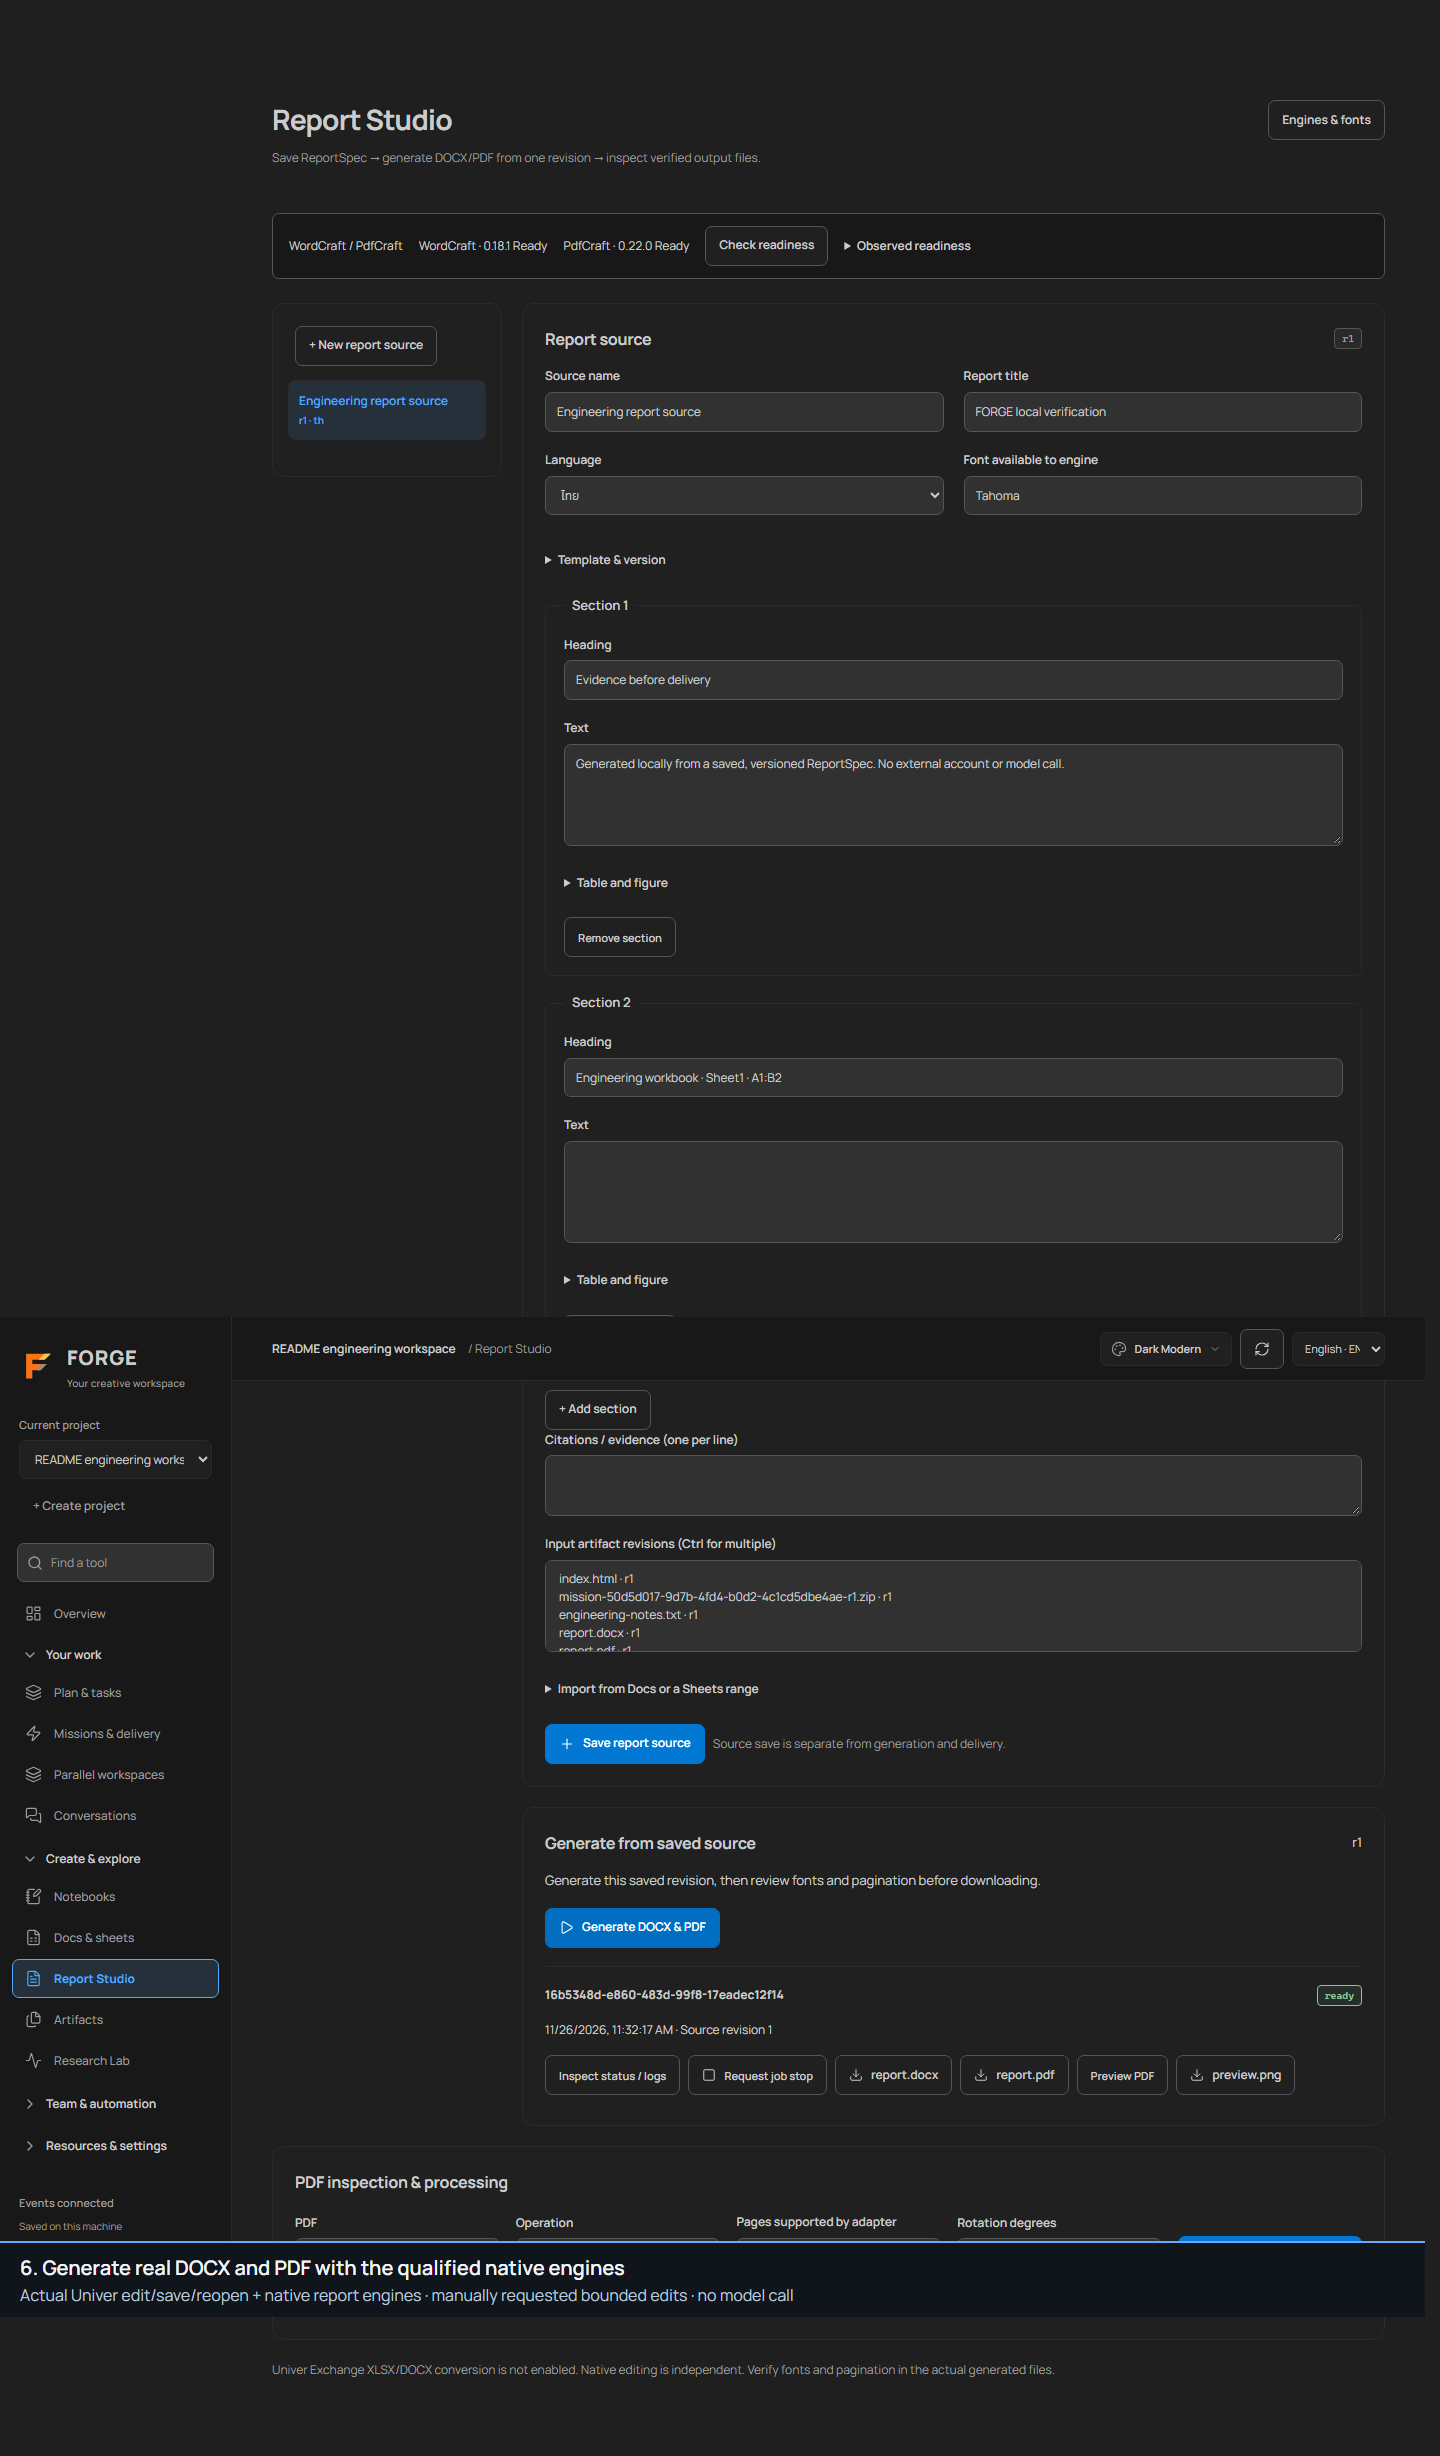 Report Studio
Engines & fonts
Save ReportSpec → generate DOCX/PDF from one revision → inspect verified output files.
WordCraft / PdfCraft WordCraft · 0.18.1 Ready PdfCraft · 0.22.0 Ready Check readiness Observed readiness
+ New report source
Engineering report source
r1 · th
Report source
r1
Source name
Report title
Engineering report source
FORGE local verification
Language
Font available to engine
ไทย
Tahoma
Template & version
Section 1
Heading
Evidence before delivery
Text
Generated locally from a saved, versioned ReportSpec. No external account or model call.
Table and figure
Remove section
Section 2
Heading
Engineering workbook · Sheet1 · A1:B2
Text
Table and figure
FORGE
Your creative workspace
README engineering workspace / Report Studio
Dark Modern
English · EN
Current project
README engineering works
+ Create project
Find a tool
Overview
Your work
Plan & tasks
Missions & delivery
Parallel workspaces
Conversations
Create & explore
Notebooks
Docs & sheets
Report Studio
Artifacts
Research Lab
Team & automation
Resources & settings
Events connected
Saved on this machine
+ Add section
Citations / evidence (one per line)
Input artifact revisions (Ctrl for multiple)
index.html · r1
mission-50d5d017-9d7b-4fd4-b0d2-4c1cd5dbe4ae-r1.zip · r1
engineering-notes.txt · r1
report.docx · r1
report.pdf · r1
Import from Docs or a Sheets range
Save report source
Source save is separate from generation and delivery.
Generate from saved source
r1
Generate this saved revision, then review fonts and pagination before downloading.
Generate DOCX & PDF
16b5348d-e860-483d-99f8-17eadec12f14
ready
11/26/2026, 11:32:17 AM · Source revision 1
Inspect status / logs Request job stop report.docx report.pdf Preview PDF preview.png
PDF inspection & processing
PDF Operation Pages supported by adapter Rotation degrees
6. Generate real DOCX and PDF with the qualified native engines
Actual Univer edit/save/reopen + native report engines · manually requested bounded edits · no model call
Univer Exchange XLSX/DOCX conversion is not enabled. Native editing is independent. Verify fonts and pagination in the actual generated files.